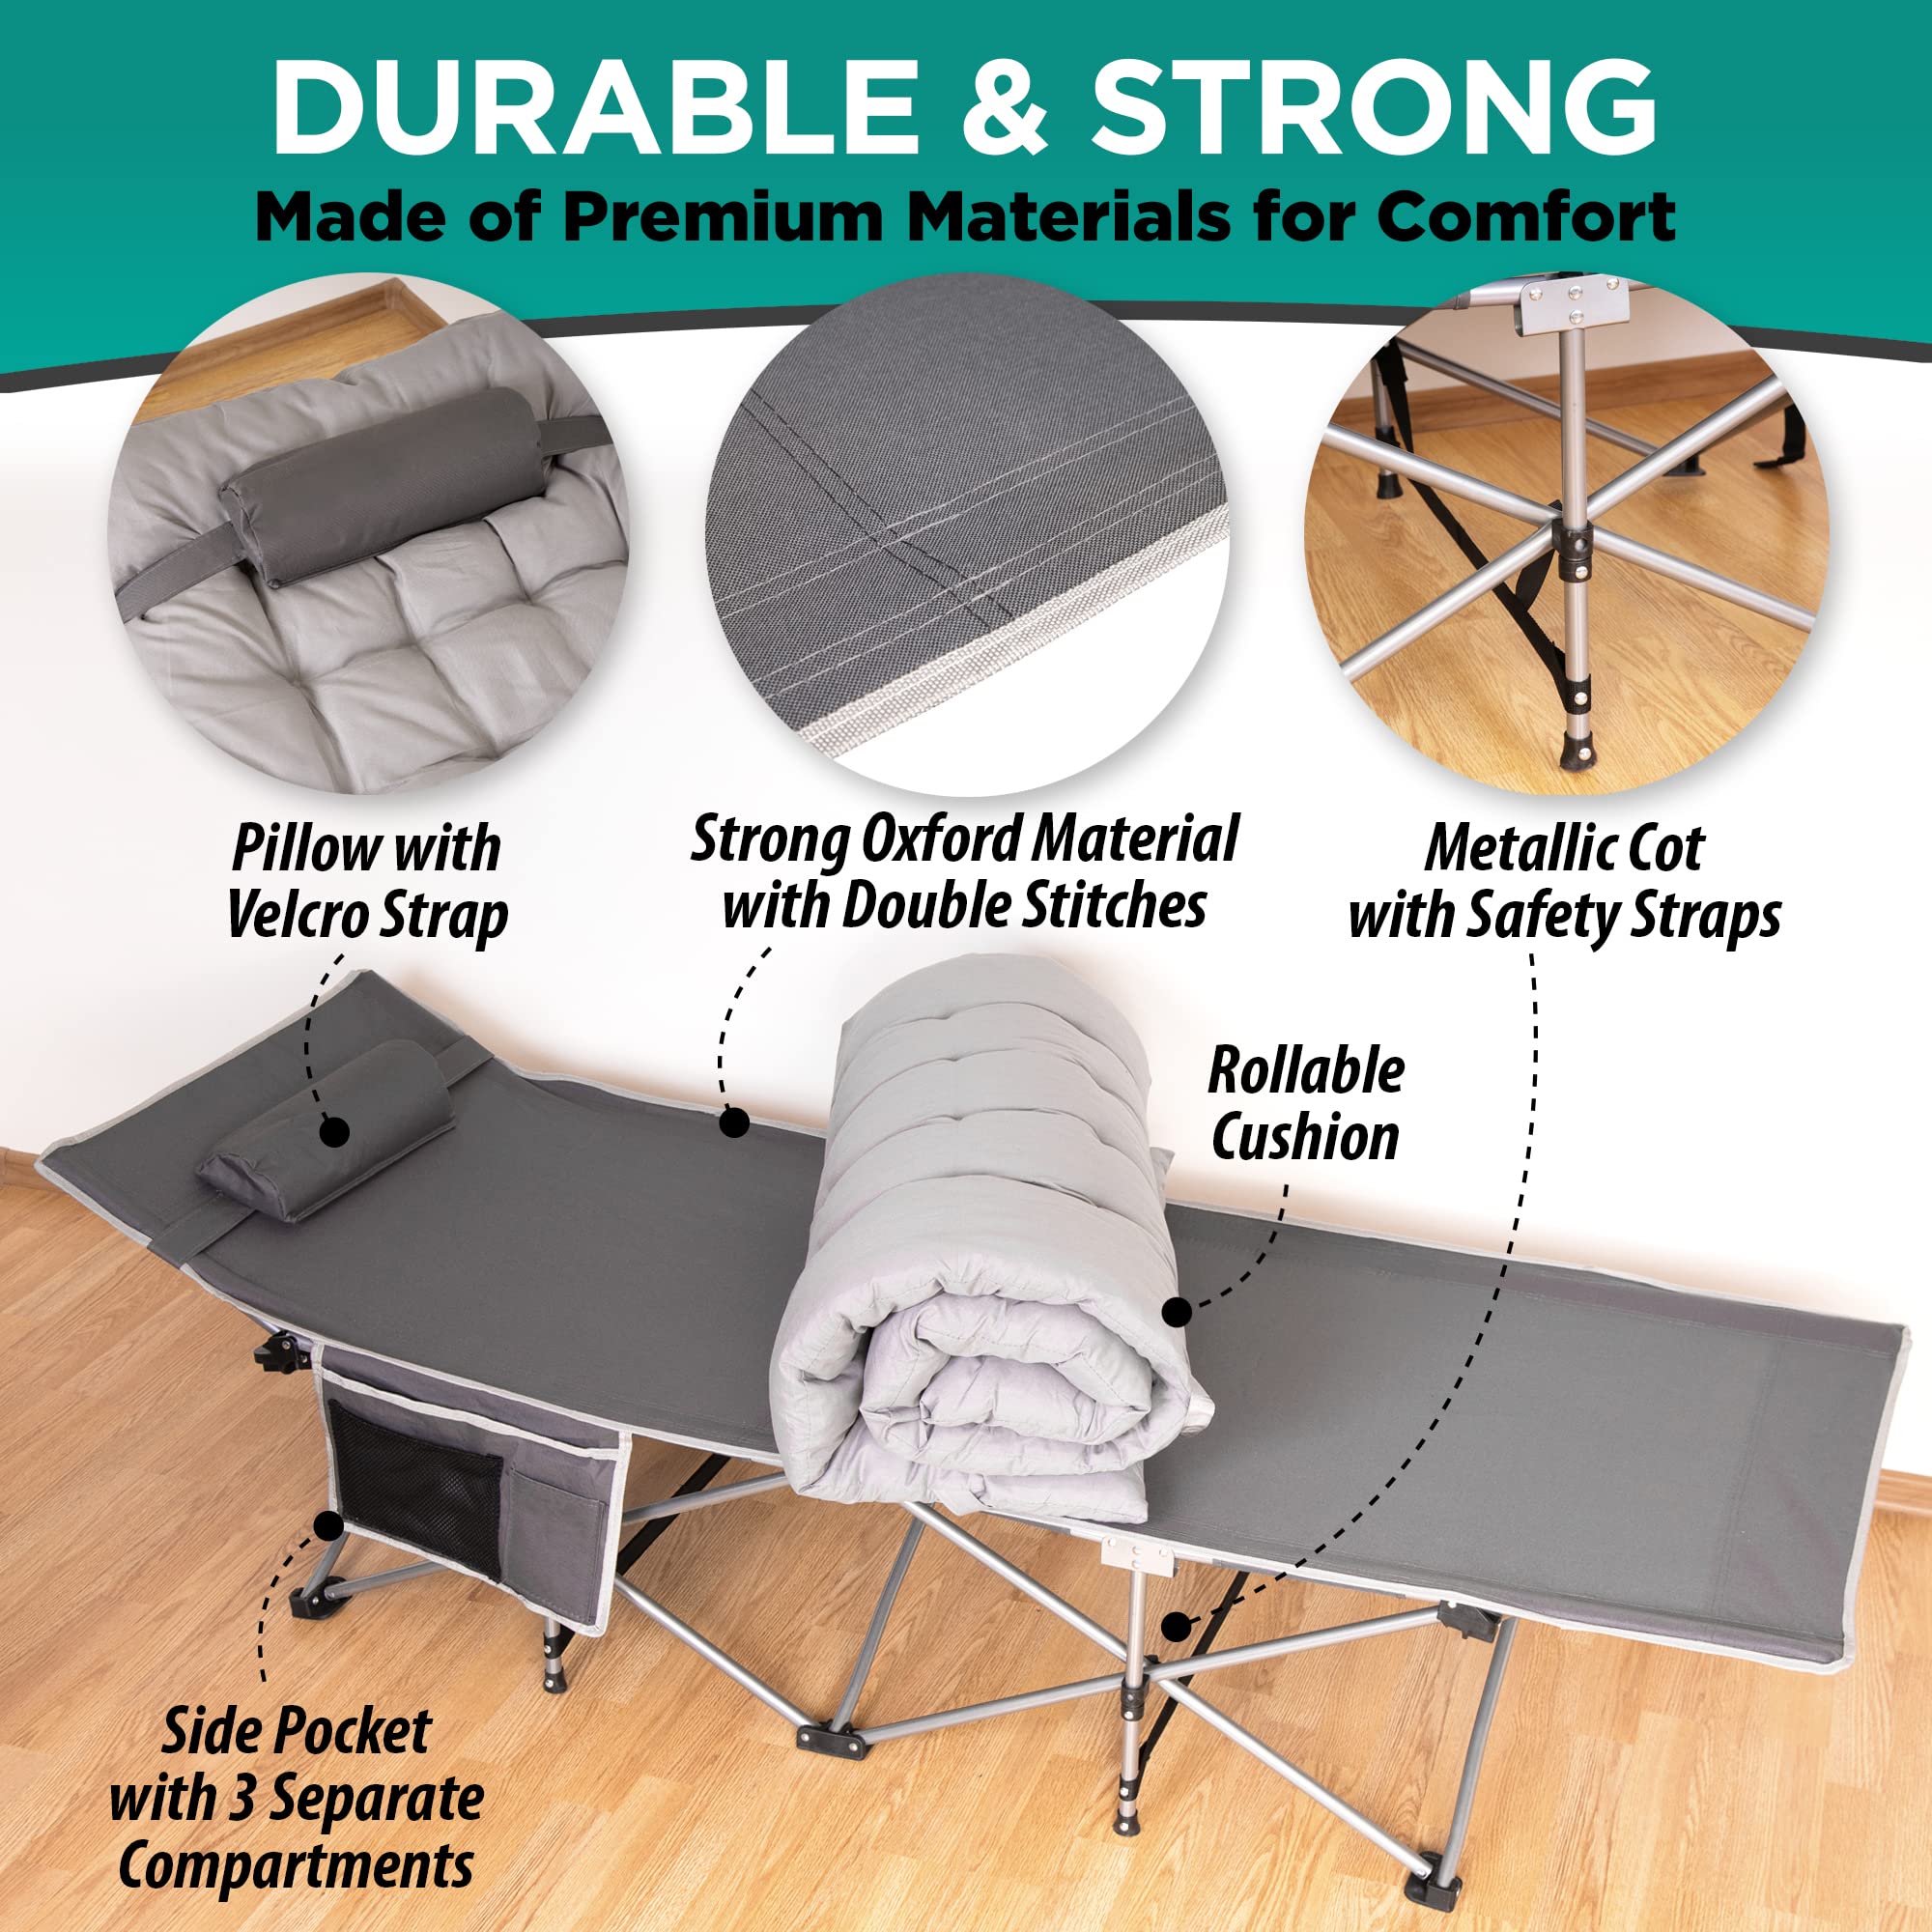 DURABLE & STRONG
Made of Premium Materials for Comfort
Pillow with
Velcro Strap
Strong Oxford Material
with Double Stitches
Metallic Cot
with Safety Straps
Rollable
Cushion
Side Pocket
with 3 Separate
Compartments